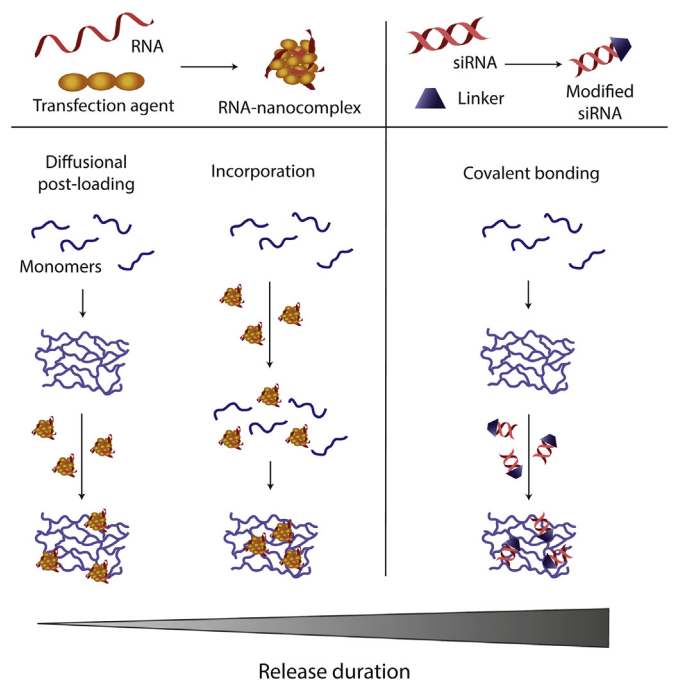 RNA
Transfection agent
RNA-nanocomplex
siRNA
Linker
Modified
siRNA
Diffusional
post-loading
Incorporation
Covalent bonding
Monomers
Release duration